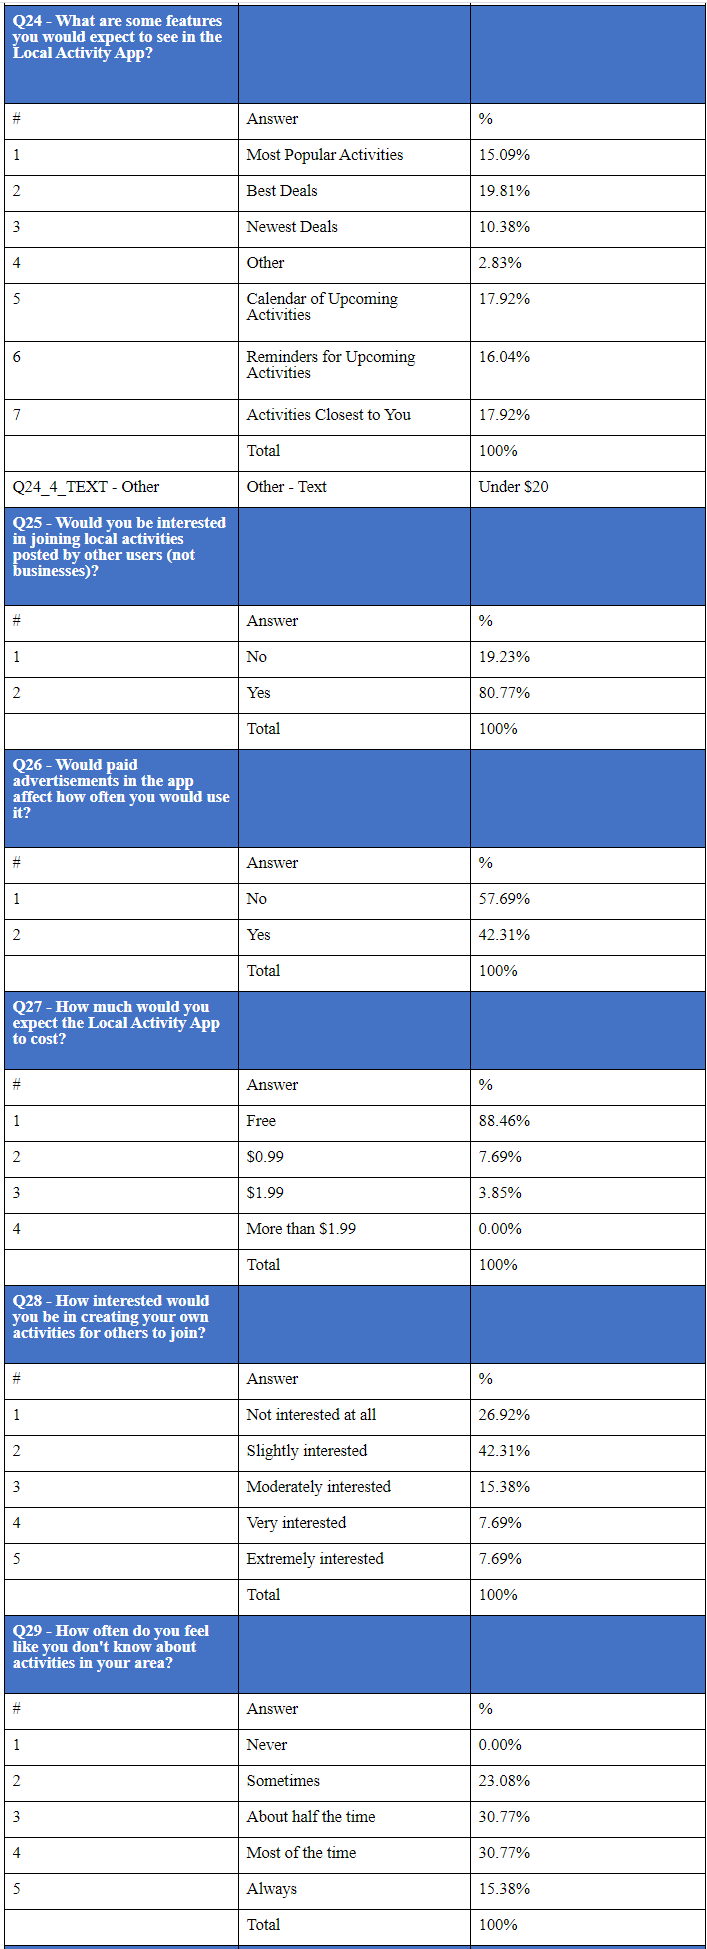 Q24 - What are some features
you would expect to see in the
Local Activity App?
# Answer %
1 Most Popular Activities 15.09%
2 Best Deals 19.81%
3 Newest Deals 10.38%
4 Other 2.83%
5 Calendar of Upcoming 17.92%
Activities
6 Reminders for Upcoming 16.04%
Activities
7 Activities Closest to You 17.92%
Total 100%
Q24_4_TEXT - Other Other - Text Under $20
Q25 - Would you be interested
in joining local activities
posted by other users (not
businesses)?
# Answer %
1 No 19.23%
2 Yes 80.77%
Total 100%
Q26 - Would paid
advertisements in the app
affect how often you would use
it?
# Answer %
1 No 57.69%
2 Yes 42.31%
Total 100%
Q27 - How much would you
expect the Local Activity App
to cost?
# Answer %
1 Free 88.46%
2 $0.99 7.69%
3 $1.99 3.85%
4 More than $1.99 0.00%
Total 100%
Q28 - How interested would
you be in creating your own
activities for others to join?
# Answer %
1 Not interested at all 26.92%
2 Slightly interested 42.31%
3 Moderately interested 15.38%
4 Very interested 7.69%
5 Extremely interested 7.69%
Total 100%
Q29 - How often do you feel
like you don't know about
activities in your area?
# Answer %
1 Never 0.00%
2 Sometimes 23.08%
3 About half the time 30.77%
4 Most of the time 30.77%
5 Always 15.38%
Total 100%